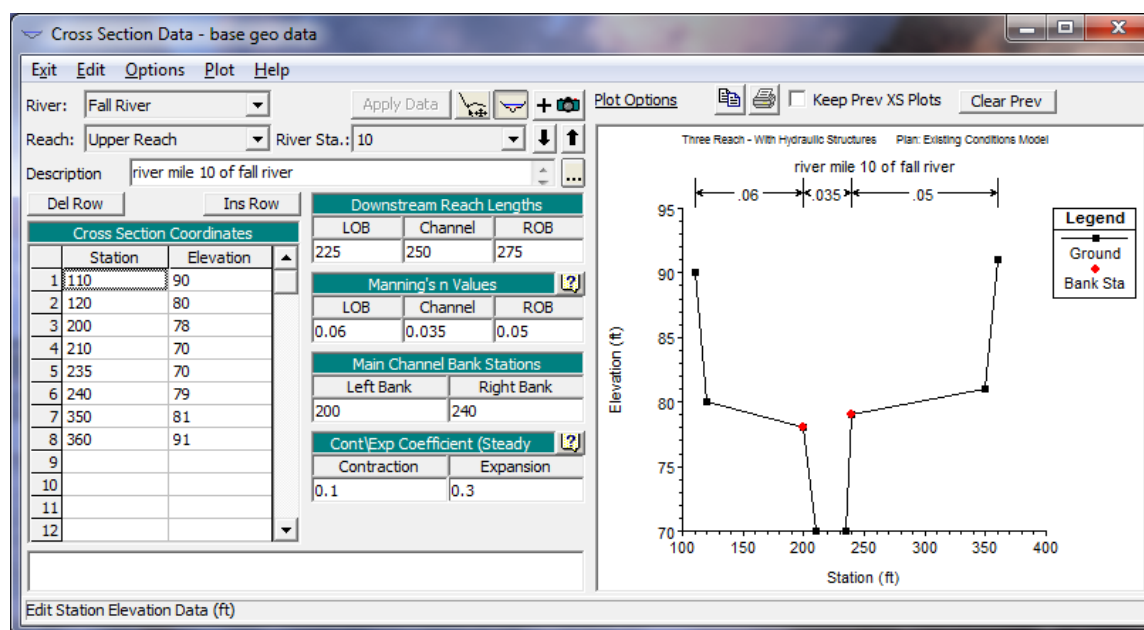 Cross Section Data - base geo data
Exit Edit Options Plot Help
River: Fall River Apply Data
Reach: Upper Reach River Sta.: 10
Description river mile 10 of fall river ...
Del Row Ins Row
Cross Section Coordinates
Station Elevation
1 110 90
2 120 80
3 200 78
4 210 70
5 235 70
6 240 79
7 350 81
8 360 91
9
10
11
12
Downstream Reach Lengths
LOB Channel ROB
225 250 275
Manning's n Values
LOB Channel ROB
0.06 0.035 0.05
Main Channel Bank Stations
Left Bank Right Bank
200 240
Cont\Exp Coefficient (Steady
Contraction Expansion
0.1 0.3
Plot Options Keep Prev XS Plots Clear Prev
Three Reach - With Hydraulic Structures Plan: Existing Conditions Model
river mile 10 of fall river
.06 .035 .05
95
90
85
80
75
70
Elevation (ft)
100 150 200 250 300 350 400
Station (ft)
Legend
Ground
Bank Sta
Edit Station Elevation Data (ft)